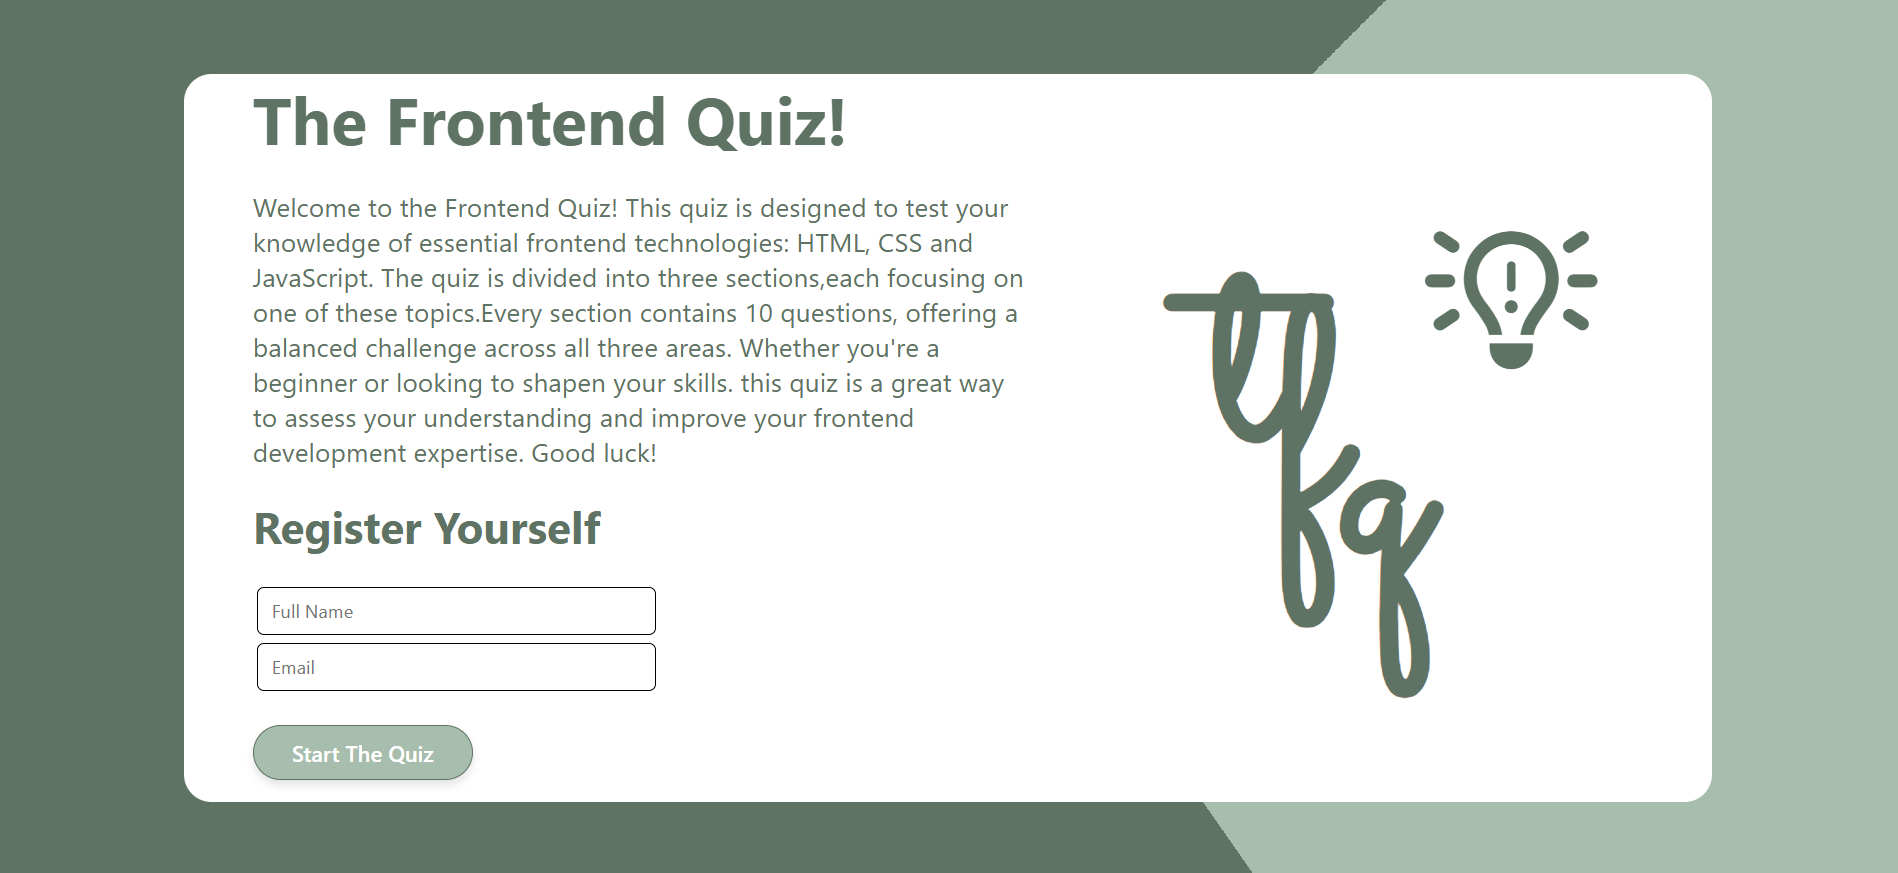 The Frontend Quiz!
Welcome to the Frontend Quiz! This quiz is designed to test your
knowledge of essential frontend technologies: HTML, CSS and
JavaScript. The quiz is divided into three sections,each focusing on
one of these topics.Every section contains 10 questions, offering a
balanced challenge across all three areas. Whether you're a
beginner or looking to shapen your skills. this quiz is a great way
to assess your understanding and improve your frontend
development expertise. Good luck!
Register Yourself
Full Name
Email
Start The Quiz
tfq